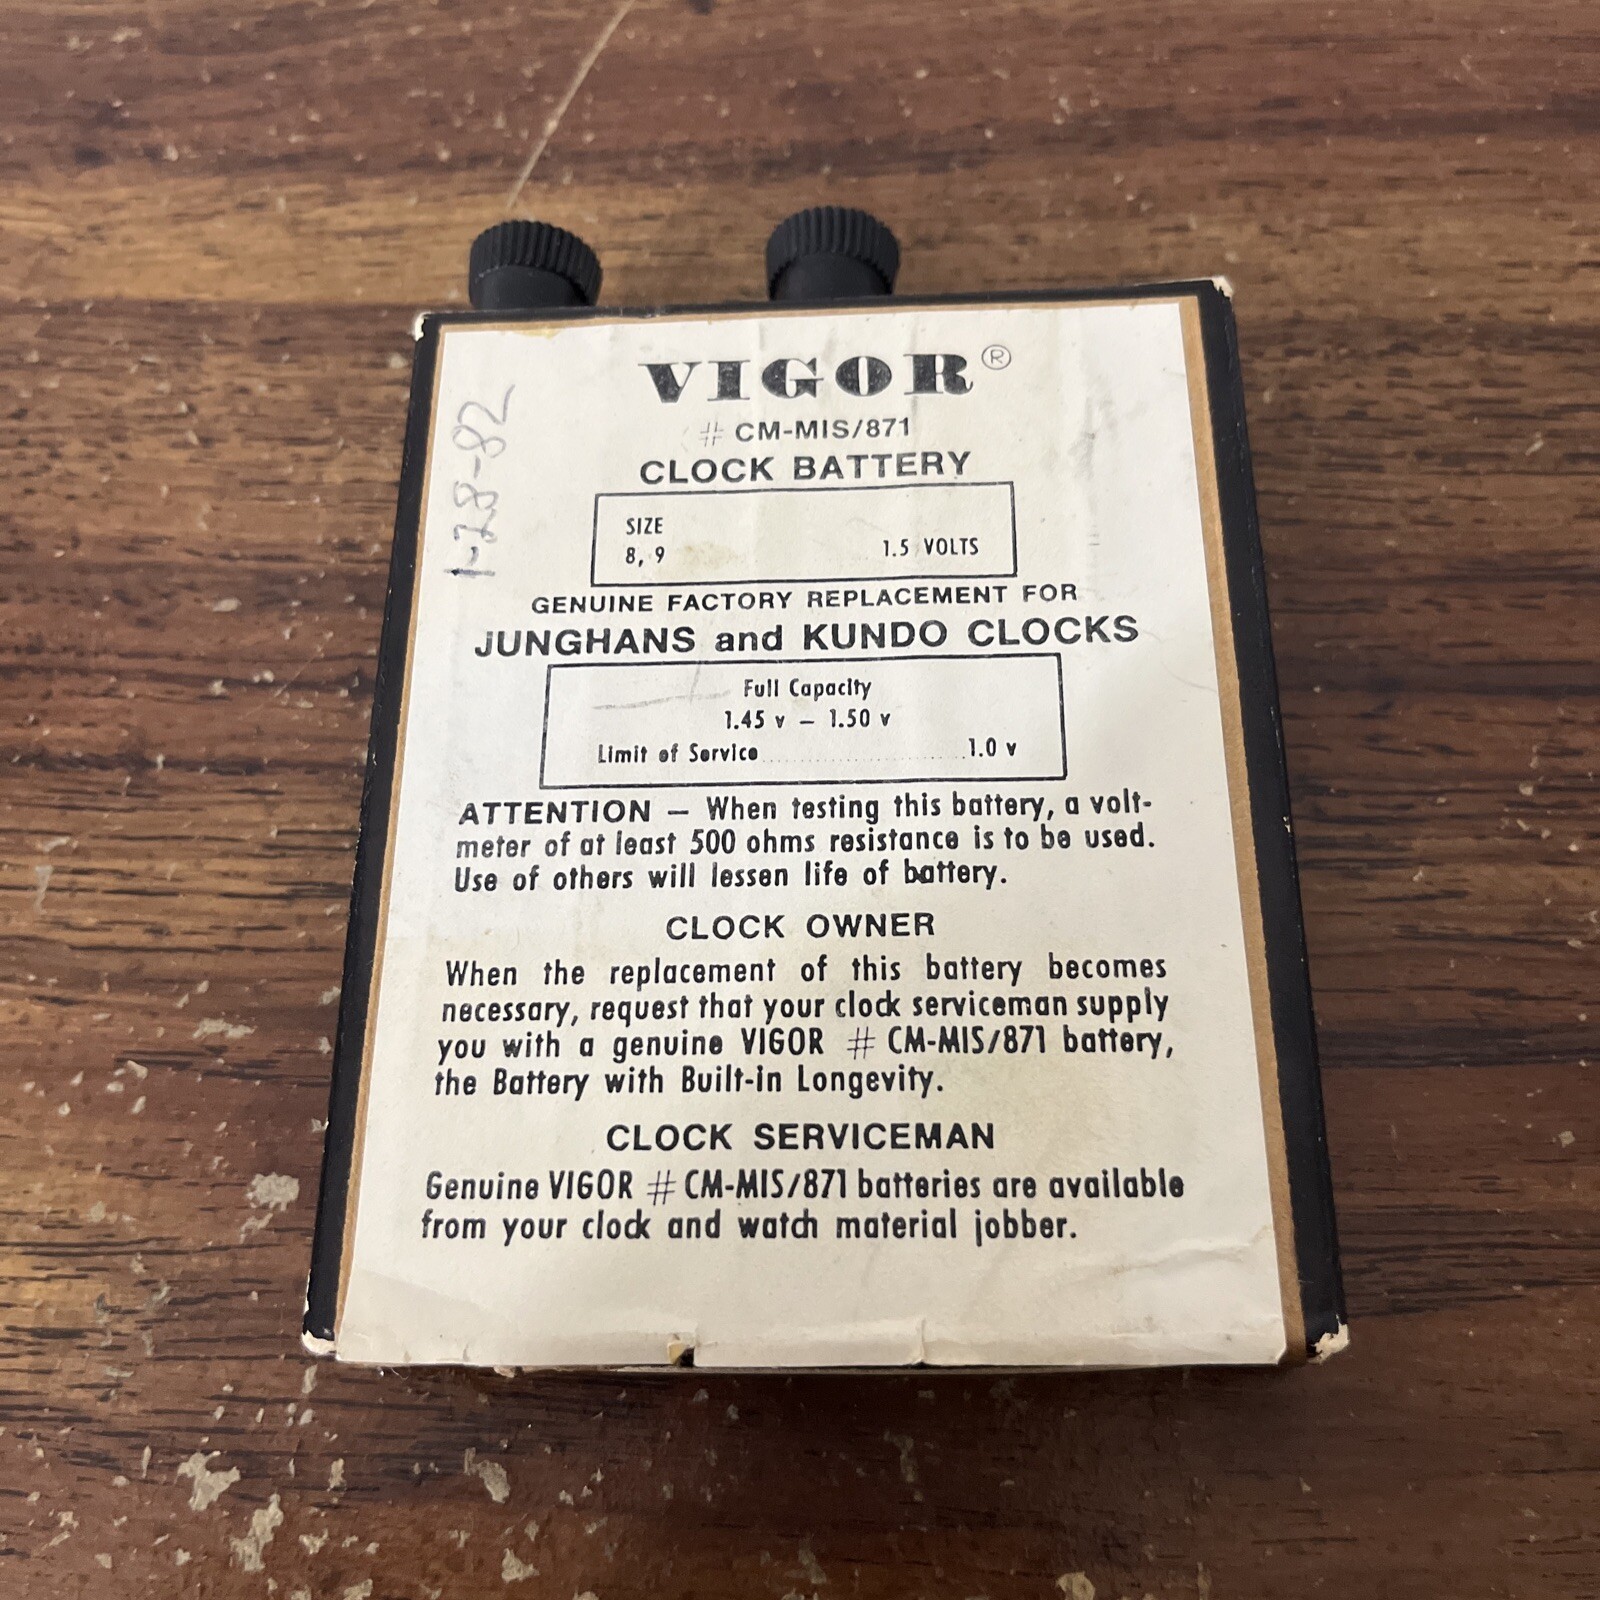 VIGOR®
# CM-MIS/871
CLOCK BATTERY
SIZE
8, 9 1.5 VOLTS
GENUINE FACTORY REPLACEMENT FOR
JUNGHANS and KUNDO CLOCKS
Full Capacity
1.45 v – 1.50 v
Limit of Service........................1.0 v
ATTENTION — When testing this battery, a volt-
meter of at least 500 ohms resistance is to be used.
Use of others will lessen life of battery.
CLOCK OWNER
When the replacement of this battery becomes
necessary, request that your clock serviceman supply
you with a genuine VIGOR # CM-MIS/871 battery,
the Battery with Built-in Longevity.
CLOCK SERVICEMAN
Genuine VIGOR # CM-MIS/871 batteries are available
from your clock and watch material jobber.
1-28-82